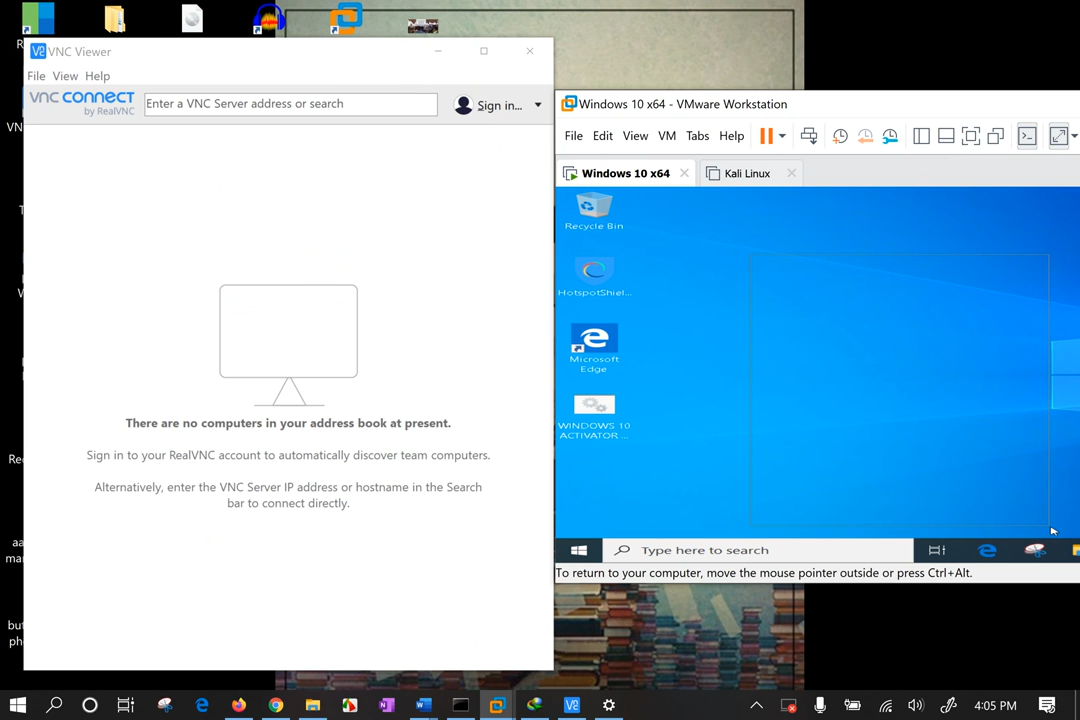 VNC Viewer
File View Help
vnc connect
by RealVNC
Enter a VNC Server address or search
Sign in...
There are no computers in your address book at present.
Sign in to your RealVNC account to automatically discover team computers.
Alternatively, enter the VNC Server IP address or hostname in the Search
bar to connect directly.
Windows 10 x64 - VMware Workstation
File Edit View VM Tabs Help
Windows 10 x64
Kali Linux
Recycle Bin
HotspotShiel...
Microsoft
Edge
WINDOWS 10
ACTIVATOR ...
Type here to search
To return to your computer, move the mouse pointer outside or press Ctrl+Alt.
4:05 PM